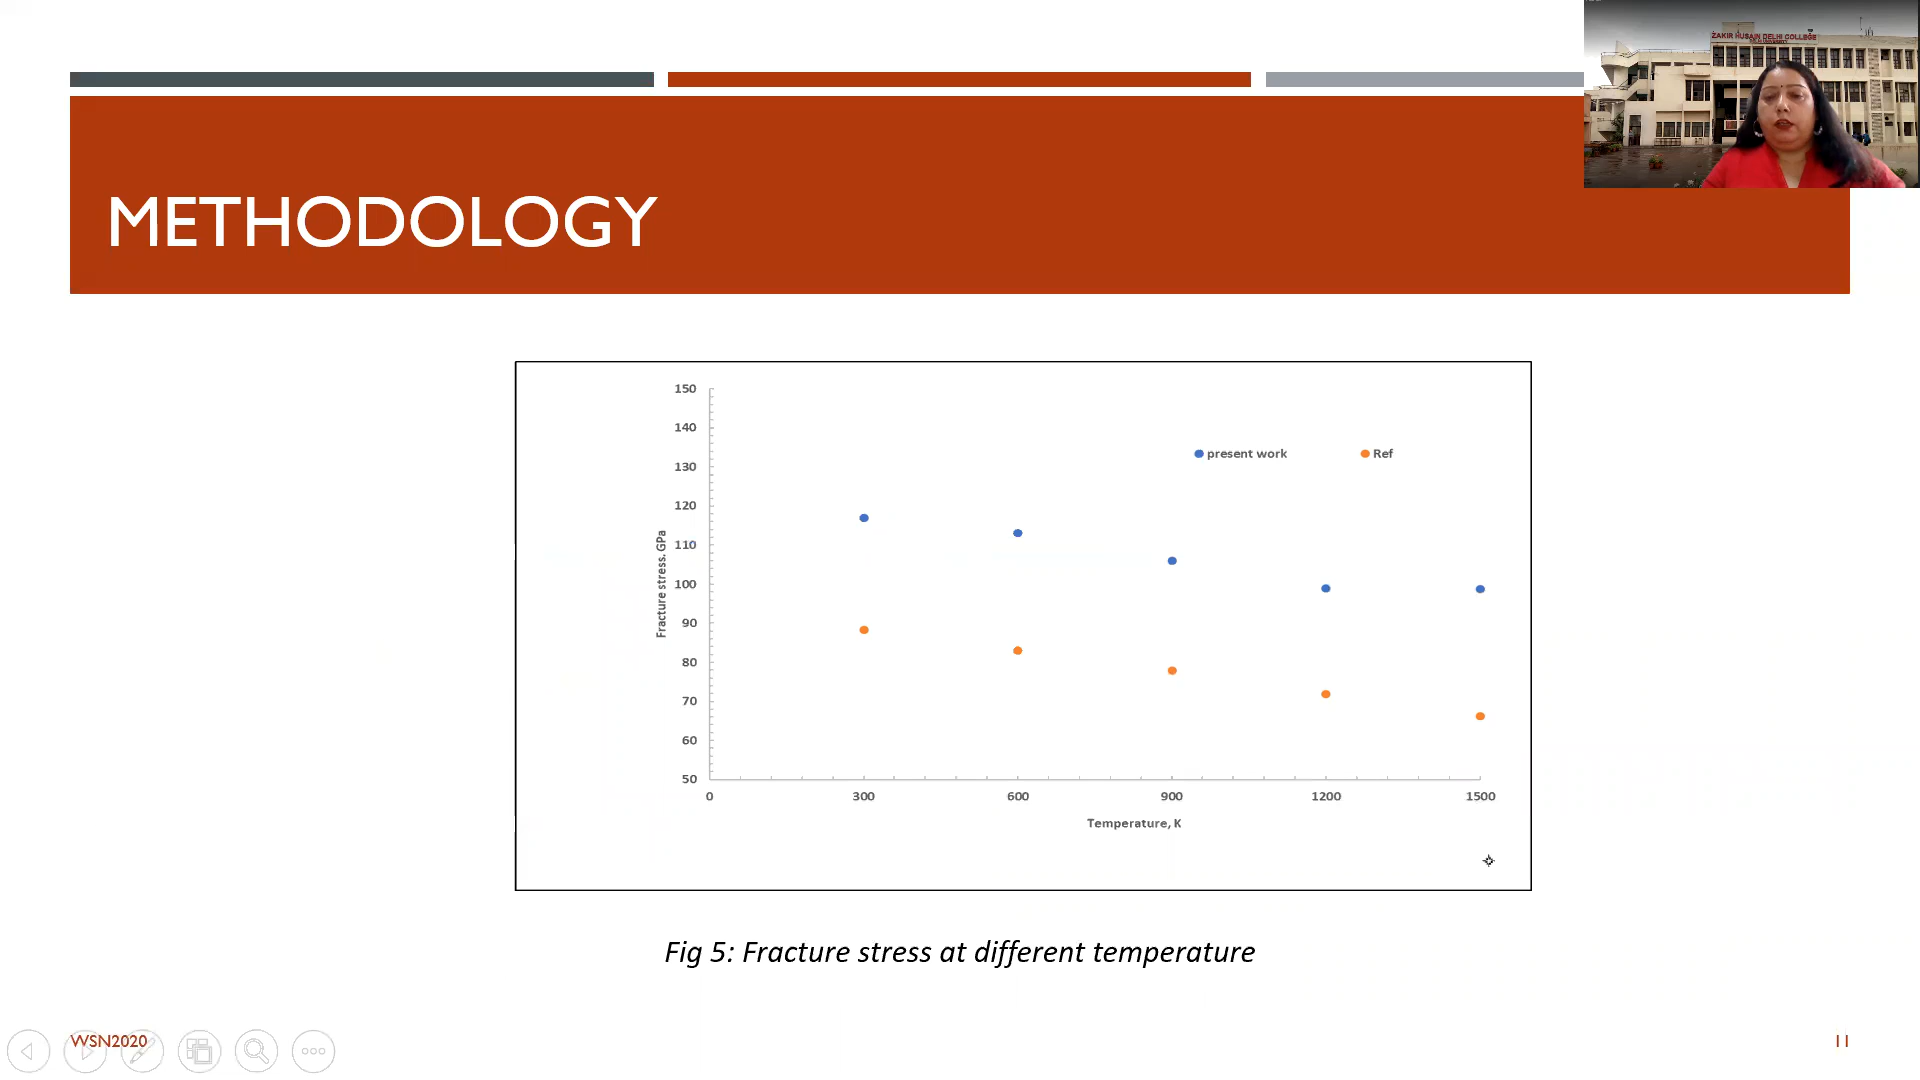 ZAKIR HUSAIN DELHI COLLEGE
METHODOLOGY
150
140
130
120
110
100
90
80
70
60
50
Fracture stress. GPa
present work
Ref
0 300 600 900 1200 1500
Temperature, K
Fig 5: Fracture stress at different temperature
WSN2020
11